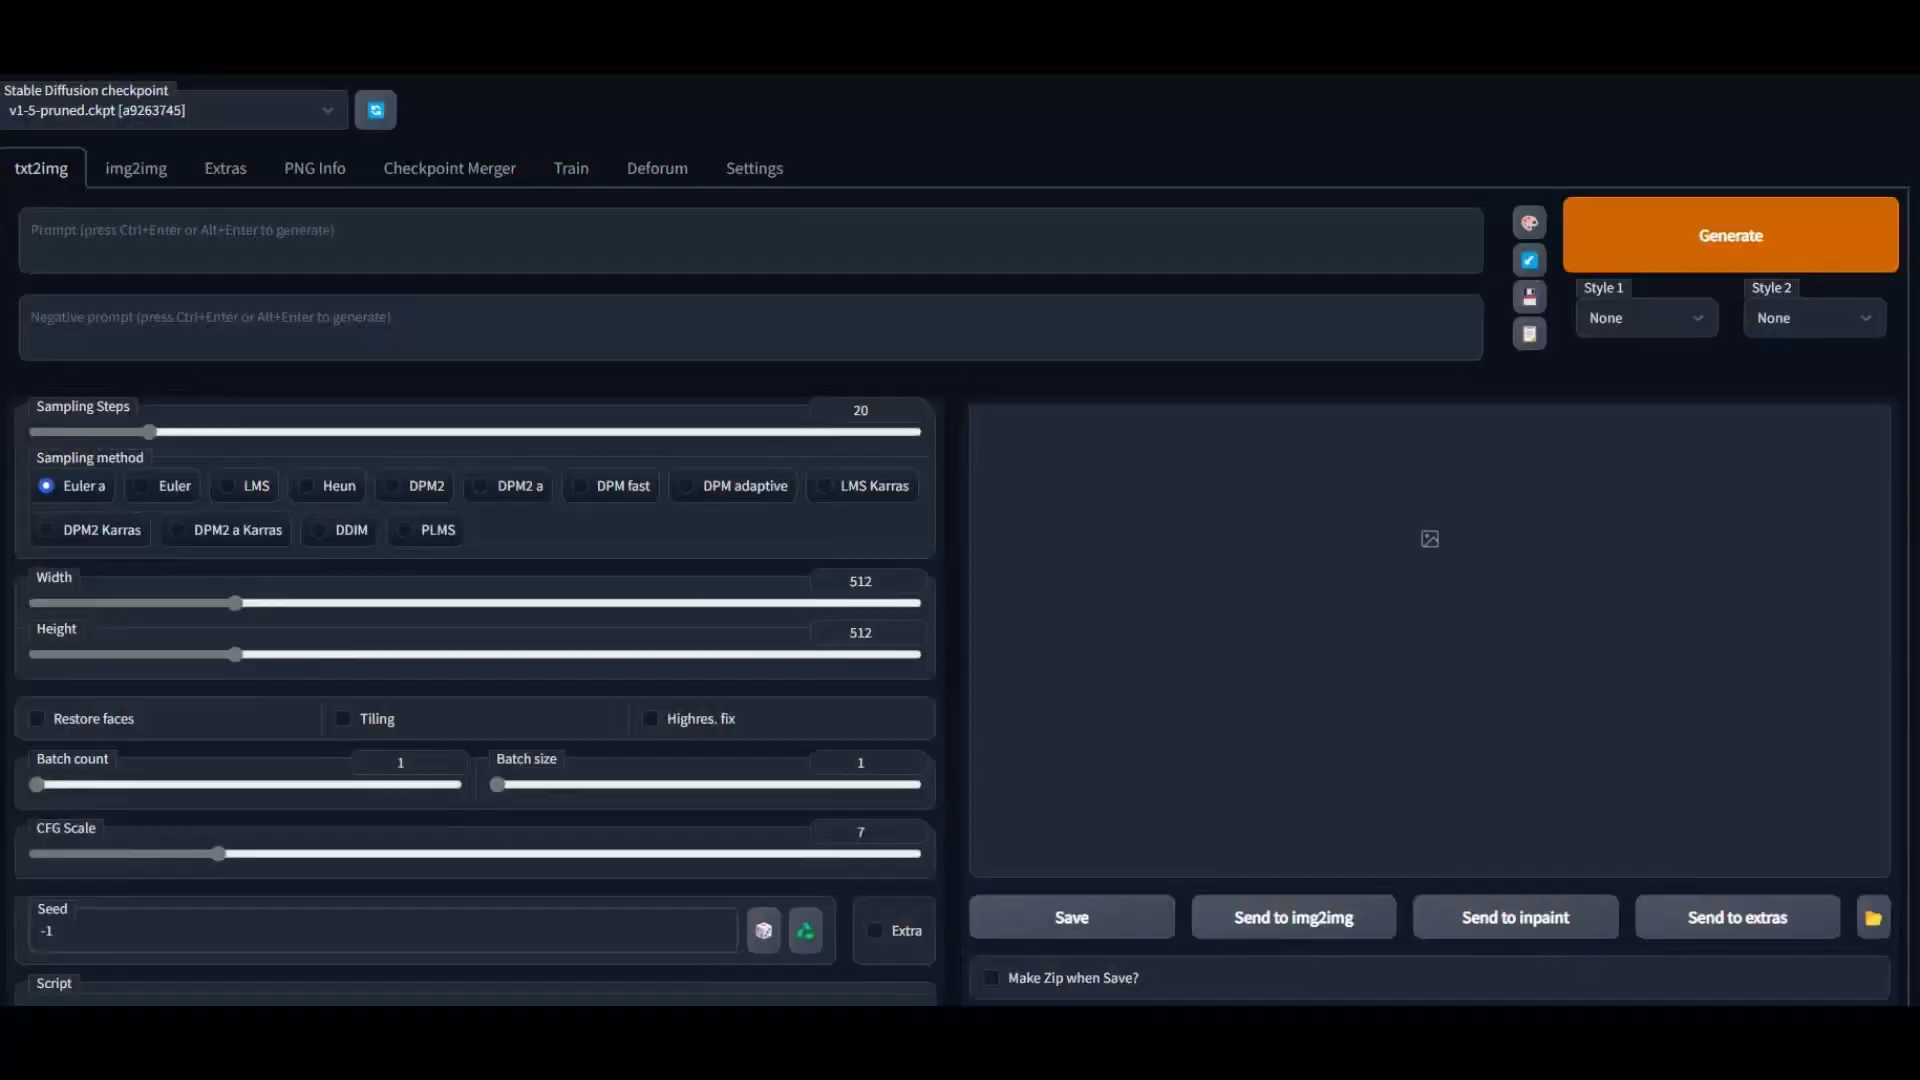 Stable Diffusion checkpoint
v1-5-pruned.ckpt [a9263745]
txt2img img2img Extras PNG Info Checkpoint Merger Train Deforum Settings
Prompt (press Ctrl+Enter or Alt+Enter to generate)
Generate
Negative prompt (press Ctrl+Enter or Alt+Enter to generate)
Style 1 Style 2
None None
Sampling Steps 20
Sampling method
Euler a Euler LMS Heun DPM2 DPM2 a DPM fast DPM adaptive LMS Karras
DPM2 Karras DPM2 a Karras DDIM PLMS
Width 512
Height 512
Restore faces Tiling Highres. fix
Batch count 1 Batch size 1
CFG Scale 7
Seed
-1
Extra
Script
Save Send to img2img Send to inpaint Send to extras
Make Zip when Save?